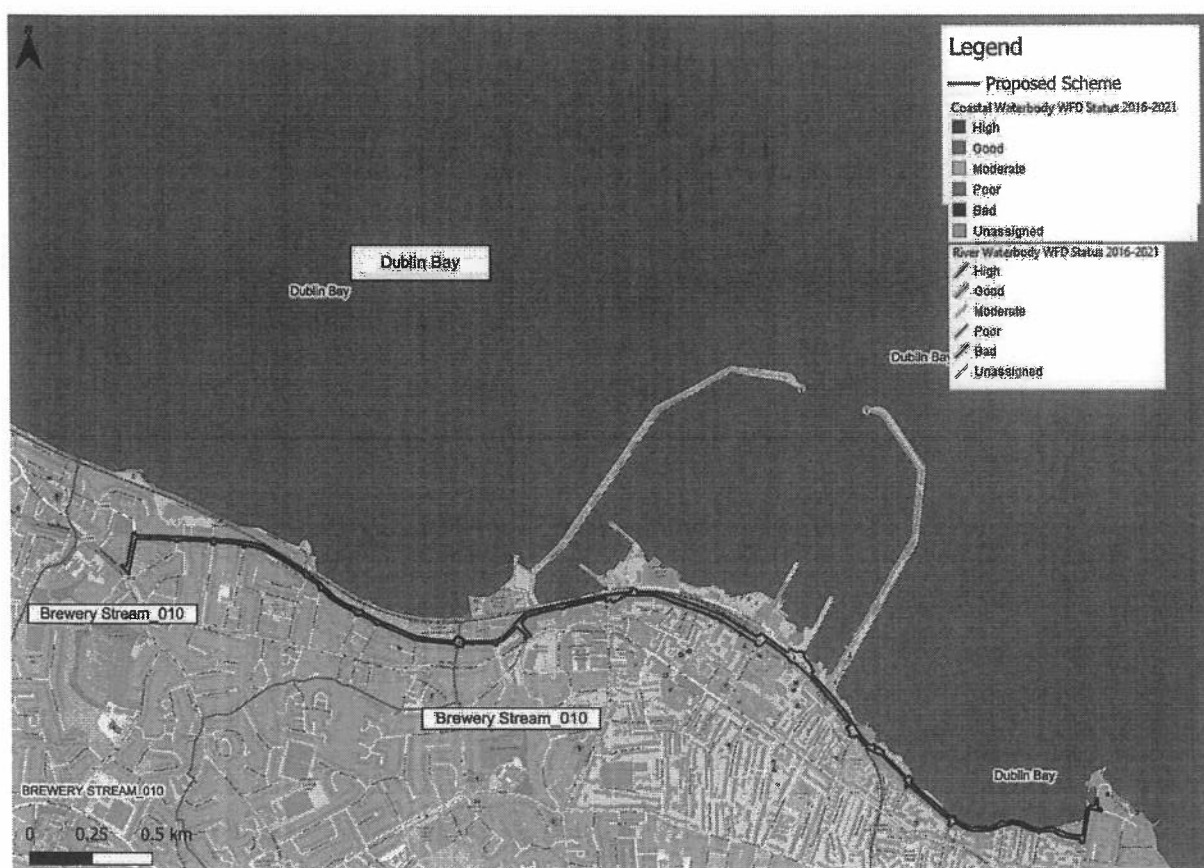 Legend
Proposed Scheme
Coastal Waterbody WFD Status 2016-2021
High
Good
Moderate
Poor
Bad
Unassigned
River Waterbody WFD Status 2016-2021
High
Good
Moderate
Poor
Bad
Unassigned
Dublin Bay
Dublin Bay
Dublin Bay
Brewery Stream_010
Brewery Stream_010
Dublin Bay
BREWERY STREAM_010
0 0,25 0.5 km